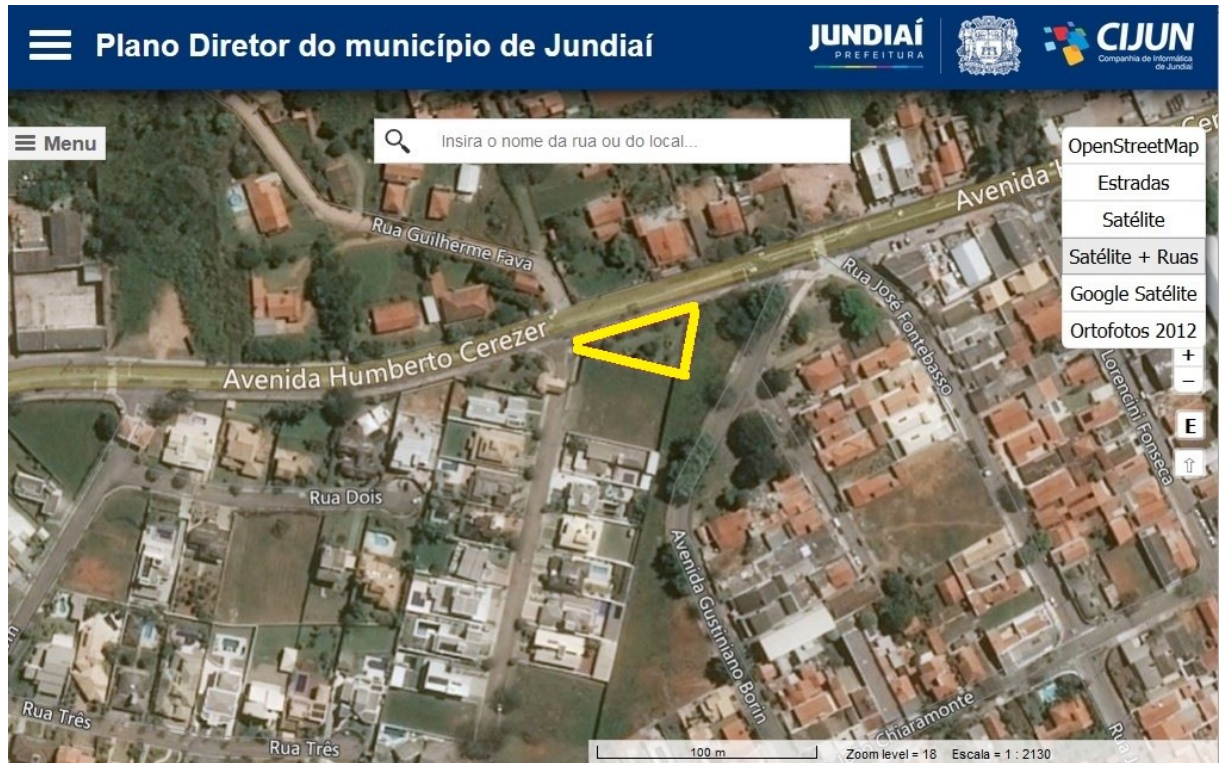 Plano Diretor do município de Jundiaí
JUNDIAÍ
PREFEITURA
CIJUN
Companhia de Informática
de Jundiaí
Menu
Insira o nome da rua ou do local...
OpenStreetMap
Estradas
Satélite
Satélite + Ruas
Google Satélite
Ortofotos 2012
+
−
E
⇧
Avenida
Rua Guilherme Fava
Rua José Fontebasso
Avenida Humberto Cerezer
Lorencini Fonseca
Rua Dois
Avenida Gustiniano Borin
Chiaramonte
Rua Três
Rua Três
100 m
Zoom level = 18 Escala = 1 : 2130